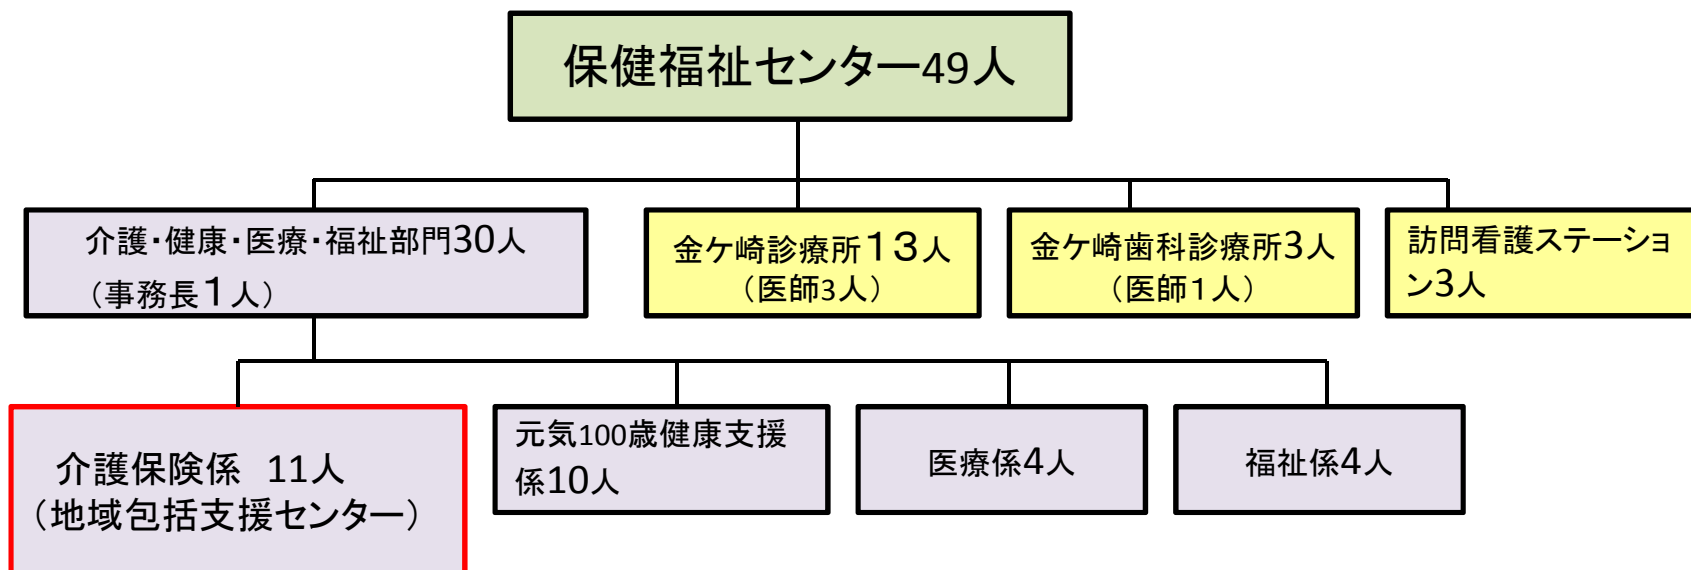 保健福祉センター49人
介護・健康・医療・福祉部門30人
（事務長１人）
金ケ崎診療所１３人
（医師3人）
金ケ崎歯科診療所3人
（医師１人）
訪問看護ステーショ
ン3人
介護保険係　11人
（地域包括支援センター）
元気100歳健康支援
係10人
医療係4人
福祉係4人